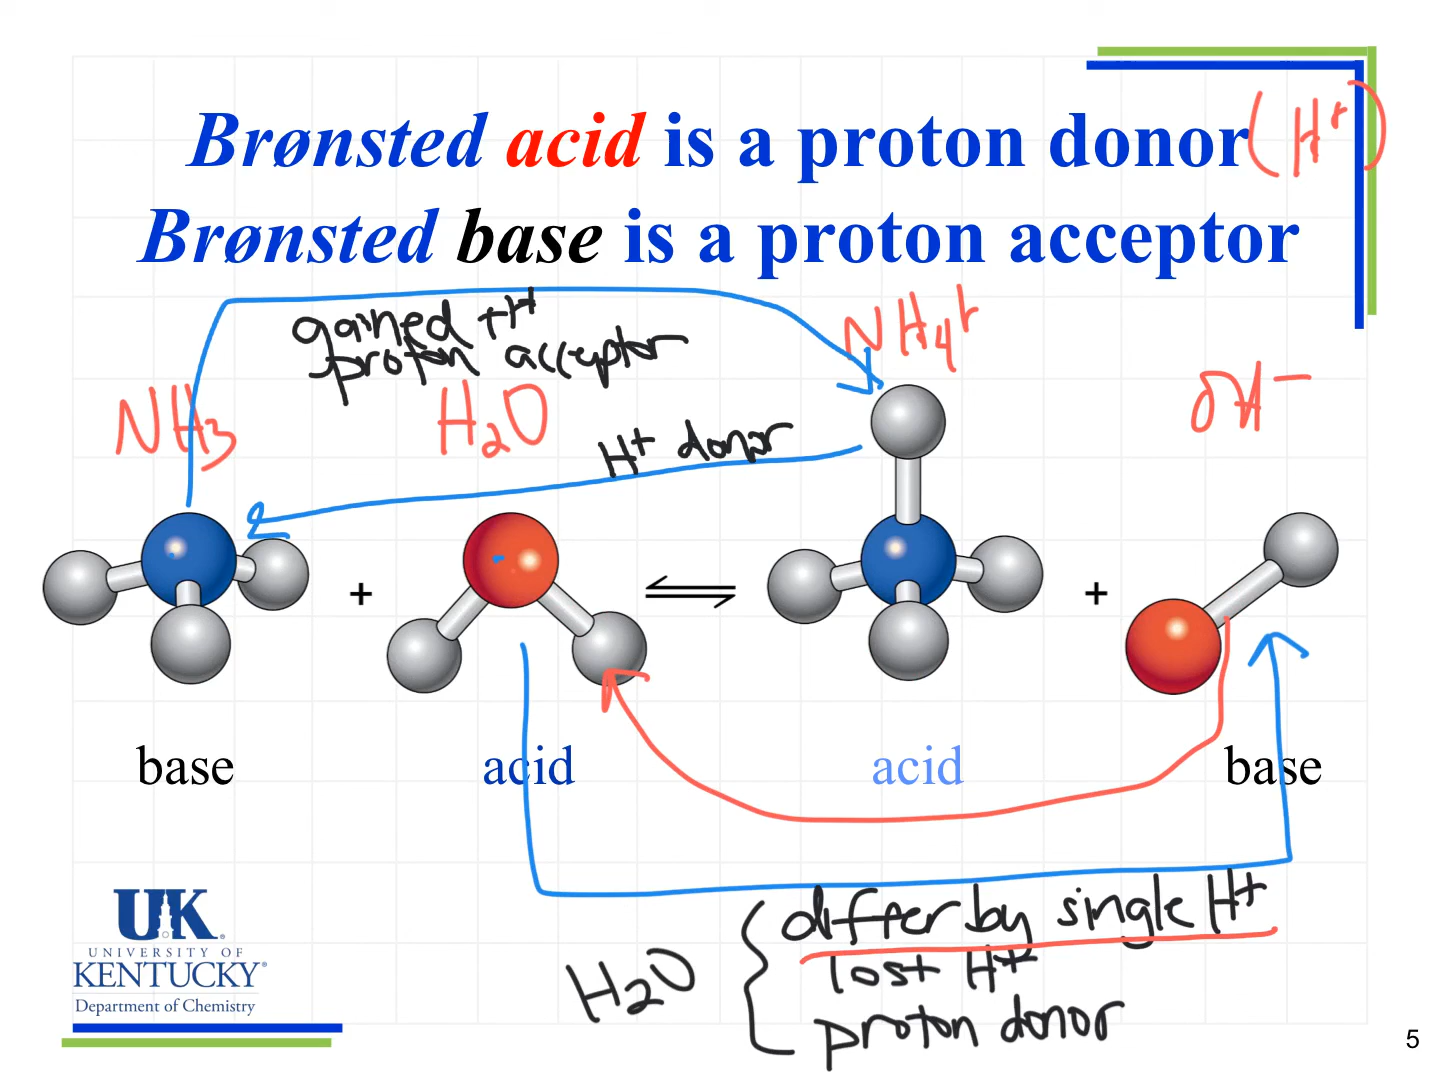 Brønsted acid is a proton donor (H+)
Brønsted base is a proton acceptor
gained +H+
proton acceptor
NH4+
NH3
H2O
OH-
H+ donor
+
⇌
+
base
acid
acid
base
differ by single H+
H2O
lost H+
proton donor
UK
UNIVERSITY OF
KENTUCKY®
Department of Chemistry
5